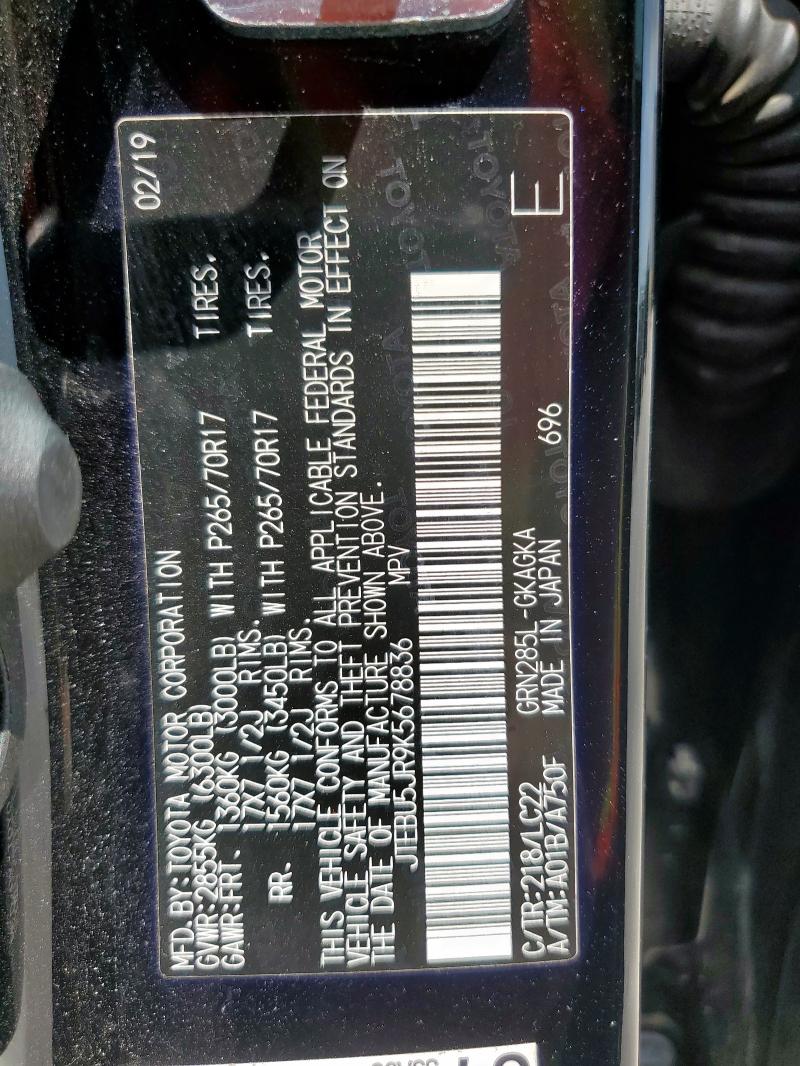 MFD.BY:TOYOTA MOTOR CORPORATION 02/19
GVWR:2855KG (6300LB)
GAWR:FRT. 1360KG (3000LB) WITH P265/70R17 TIRES.
17X7 1/2J RIMS.
RR. 1560KG (3450LB) WITH P265/70R17 TIRES.
17X7 1/2J RIMS.
THIS VEHICLE CONFORMS TO ALL APPLICABLE FEDERAL MOTOR
VEHICLE SAFETY AND THEFT PREVENTION STANDARDS IN EFFECT ON
THE DATE OF MANUFACTURE SHOWN ABOVE.
JTEBU5JR9K5678836 MPV
C/TR:218/LC22 GRN285L-GKAGKA
A/TM-A01B/A750F MADE IN JAPAN 696 E
TOYOTA